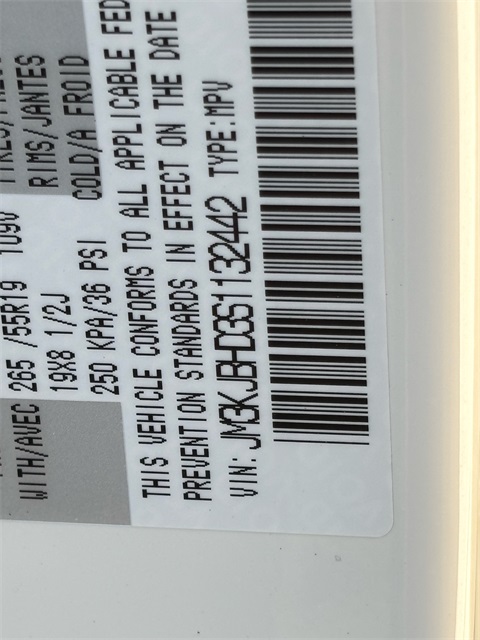 RIMS/JANTES
COLD/A FROID
WITH/AVEC 265 /55R19 109V
19X8 1/2J
250 KPA/36 PSI
THIS VEHICLE CONFORMS TO ALL APPLICABLE FED
PREVENTION STANDARDS IN EFFECT ON THE DATE
VIN: JM3KJBHD3S1132442 TYPE:MPV